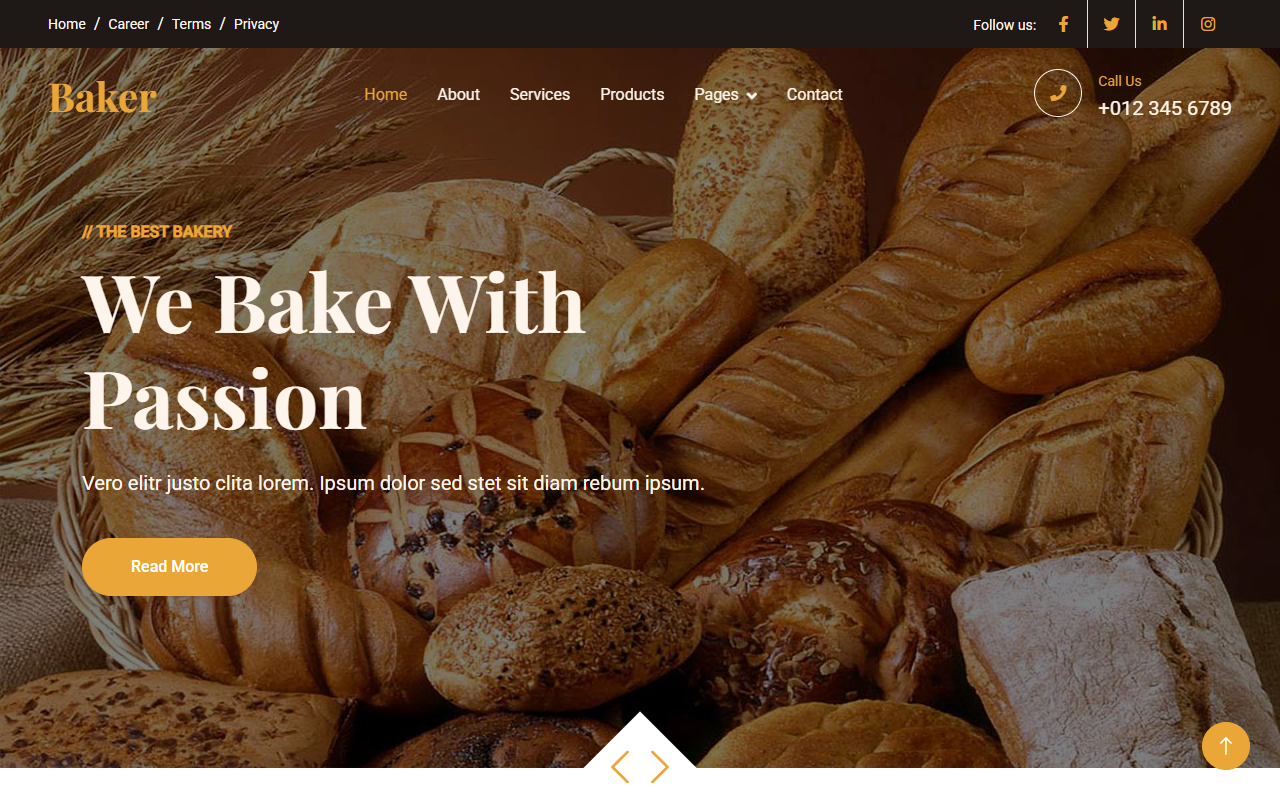 Home / Career / Terms / Privacy
Follow us:
Baker
Home About Services Products Pages Contact
Call Us
+012 345 6789
// THE BEST BAKERY
We Bake With
Passion
Vero elitr justo clita lorem. Ipsum dolor sed stet sit diam rebum ipsum.
Read More